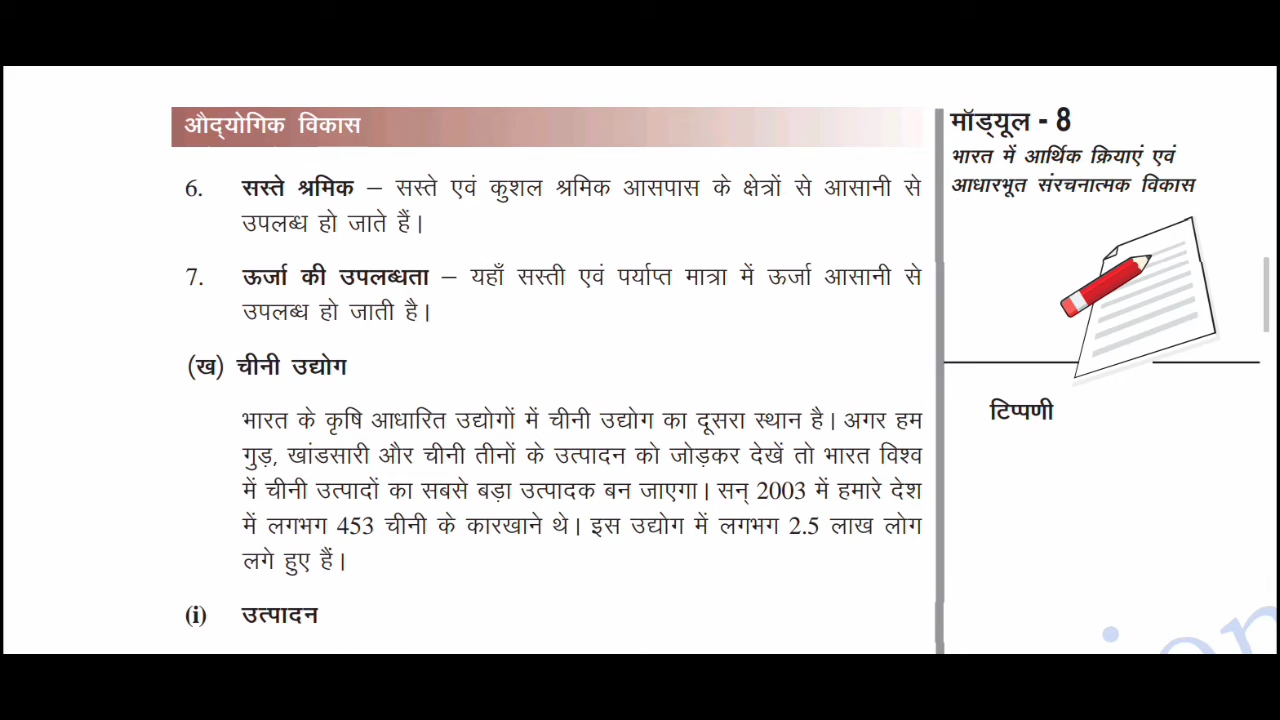 औद्योगिक विकास
6. सस्ते श्रमिक – सस्ते एवं कुशल श्रमिक आसपास के क्षेत्रों से आसानी से
उपलब्ध हो जाते हैं।
7. ऊर्जा की उपलब्धता – यहाँ सस्ती एवं पर्याप्त मात्रा में ऊर्जा आसानी से
उपलब्ध हो जाती है।
(ख) चीनी उद्योग
भारत के कृषि आधारित उद्योगों में चीनी उद्योग का दूसरा स्थान है। अगर हम
गुड़, खांडसारी और चीनी तीनों के उत्पादन को जोड़कर देखें तो भारत विश्व
में चीनी उत्पादों का सबसे बड़ा उत्पादक बन जाएगा। सन् 2003 में हमारे देश
में लगभग 453 चीनी के कारखाने थे। इस उद्योग में लगभग 2.5 लाख लोग
लगे हुए हैं।
(i) उत्पादन
मॉड्यूल - 8
भारत में आर्थिक क्रियाएं एवं
आधारभूत संरचनात्मक विकास
टिप्पणी